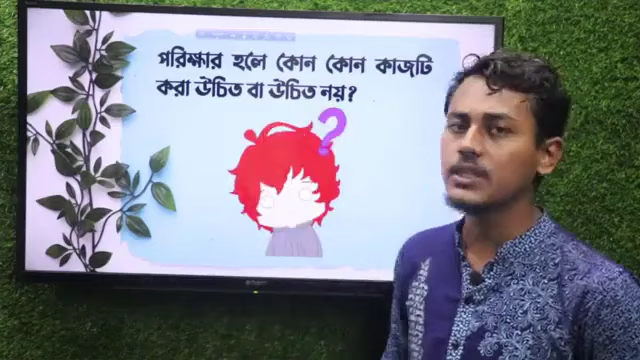 পরিক্ষার হলে কোন কোন কাজটি
করা উচিত বা উচিত নয়?
?